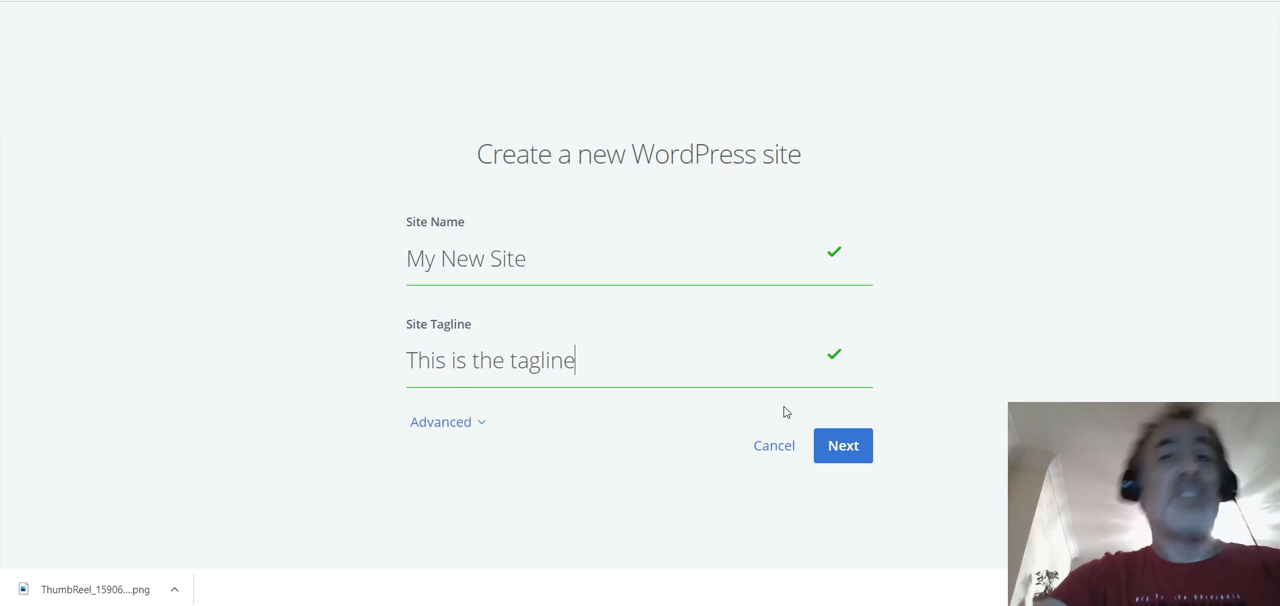 Create a new WordPress site
Site Name
My New Site
Site Tagline
This is the tagline
Advanced
Cancel
Next
ThumbReel_15906....png